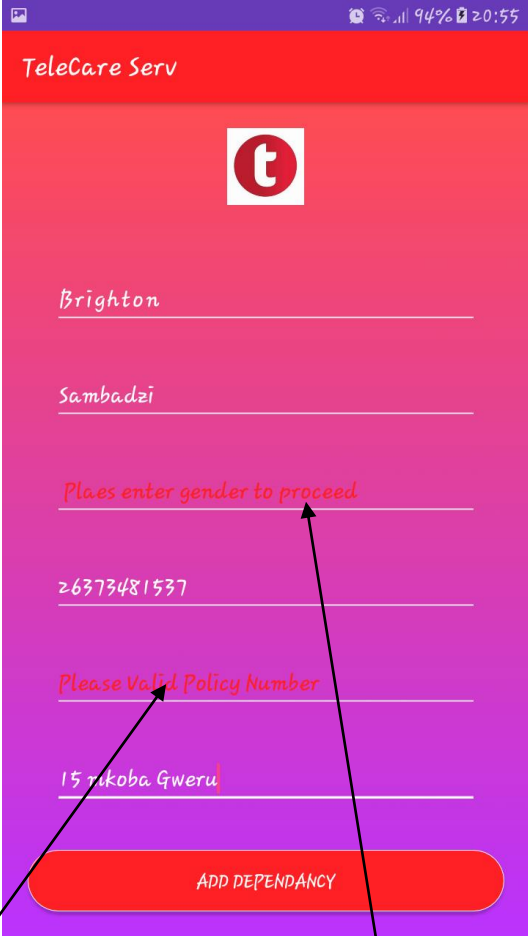 94% 20:55
TeleCare Serv
t
Brighton
Sambadzi
Plaes enter gender to proceed
26373481537
Please Valid Policy Number
15 mkoba Gweru
ADD DEPENDANCY